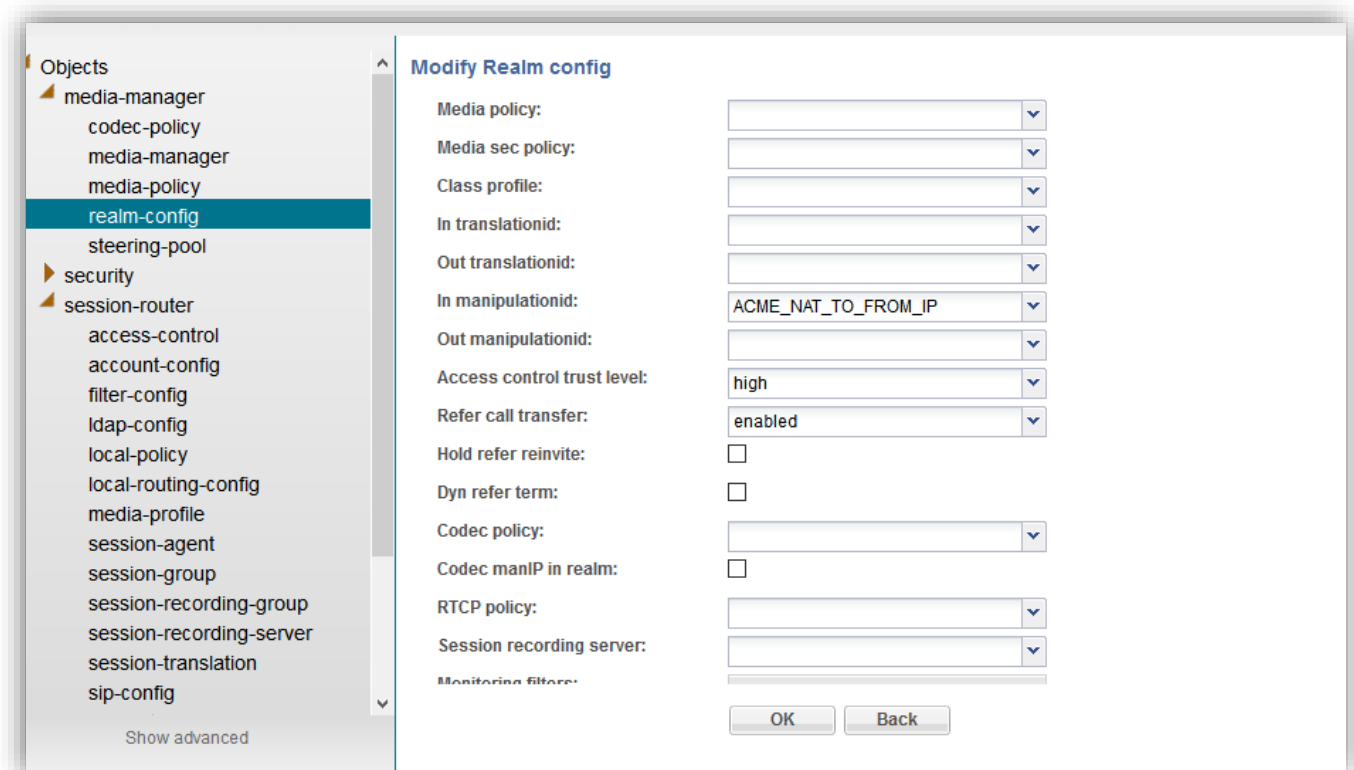 Objects
media-manager
codec-policy
media-manager
media-policy
realm-config
steering-pool
security
session-router
access-control
account-config
filter-config
ldap-config
local-policy
local-routing-config
media-profile
session-agent
session-group
session-recording-group
session-recording-server
session-translation
sip-config
Show advanced
Modify Realm config
Media policy:
Media sec policy:
Class profile:
In translationid:
Out translationid:
In manipulationid: ACME_NAT_TO_FROM_IP
Out manipulationid:
Access control trust level: high
Refer call transfer: enabled
Hold refer reinvite:
Dyn refer term:
Codec policy:
Codec manIP in realm:
RTCP policy:
Session recording server:
Monitoring filters:
OK Back